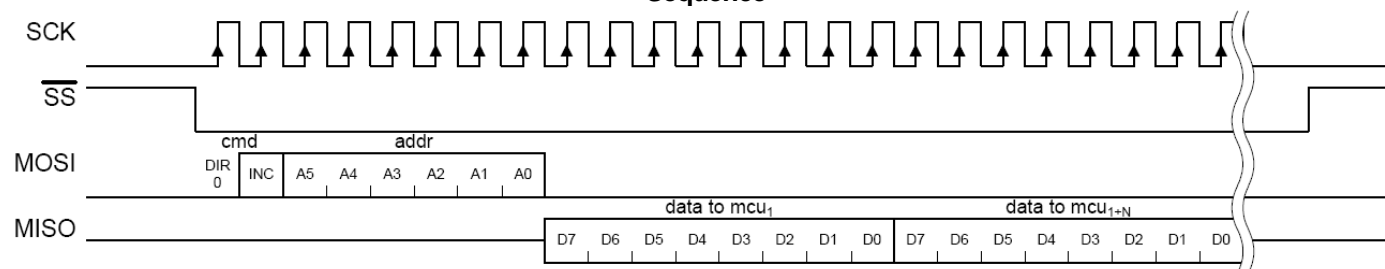 Sequence
SCK
SS
cmd addr
MOSI DIR 0 INC A5 A4 A3 A2 A1 A0
data to mcu1 data to mcu1+N
MISO D7 D6 D5 D4 D3 D2 D1 D0 D7 D6 D5 D4 D3 D2 D1 D0